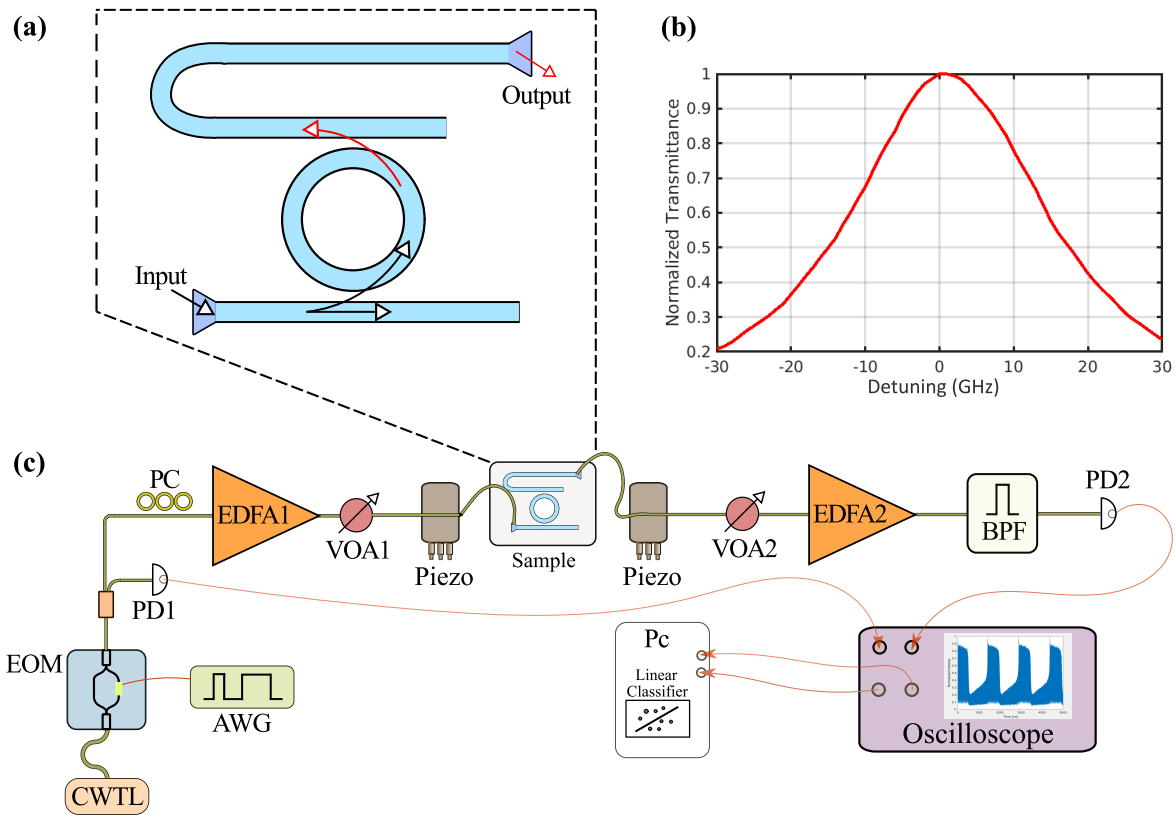 (a)
Output
Input
(b)
1
0.9
0.8
0.7
0.6
0.5
0.4
0.3
0.2
Normalized Transmittance
-30 -20 -10 0 10 20 30
Detuning (GHz)
(c)
PC
EDFA1
VOA1
Piezo
Sample
Piezo
VOA2
EDFA2
BPF
PD2
PD1
EOM
AWG
CWTL
Pc
Linear
Classifier
Oscilloscope